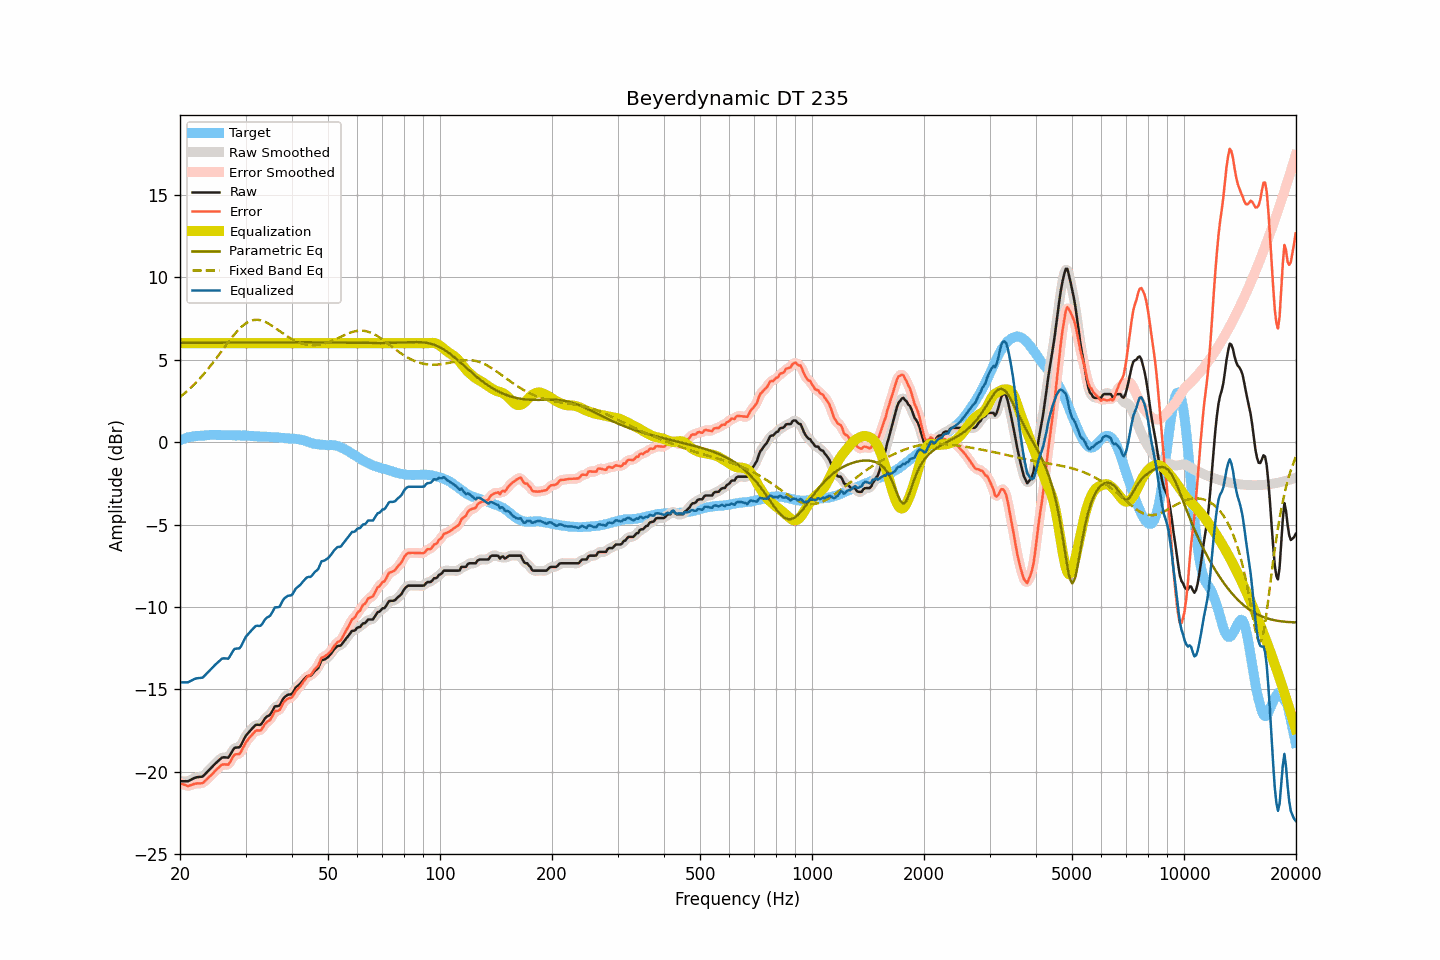 Beyerdynamic DT 235
Target
Raw Smoothed
Error Smoothed
Raw
Error
Equalization
Parametric Eq
Fixed Band Eq
Equalized
15
10
5
0
−5
−10
−15
−20
−25
Amplitude (dBr)
20
50
100
200
500
1000
2000
5000
10000
20000
Frequency (Hz)